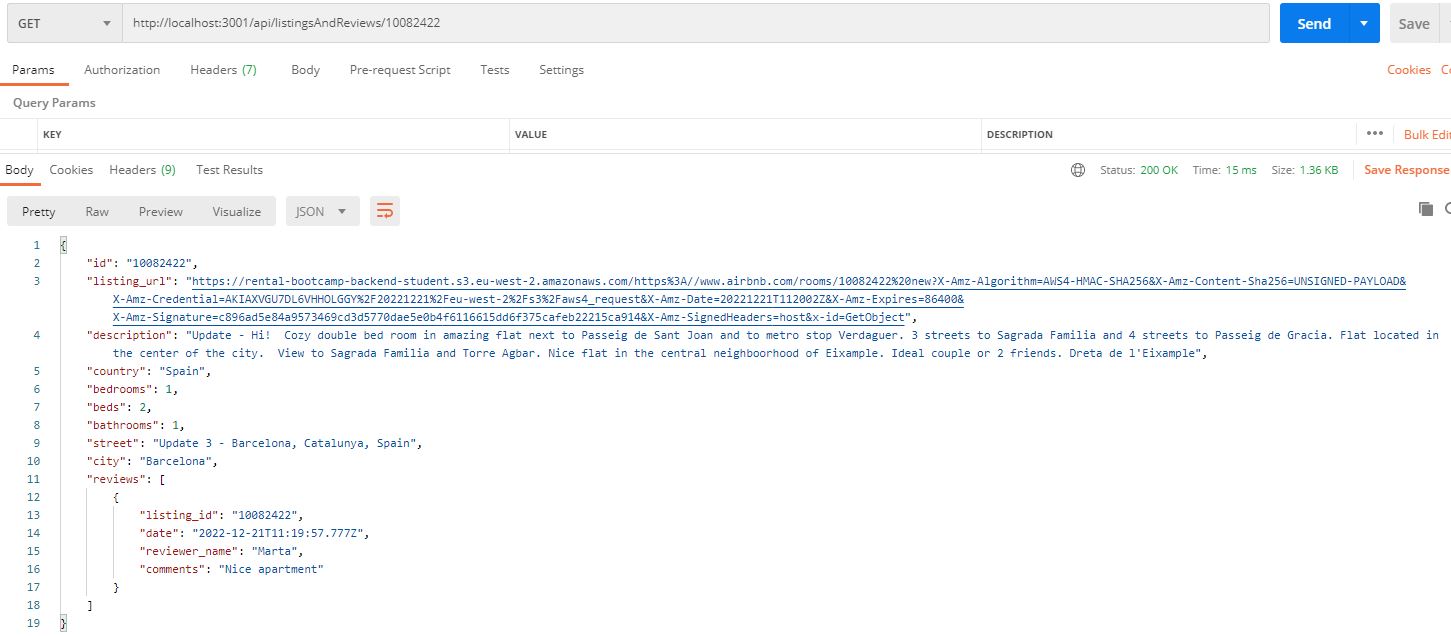 GET http://localhost:3001/api/listingsAndReviews/10082422 Send Save
Params Authorization Headers (7) Body Pre-request Script Tests Settings Cookies
Query Params
KEY VALUE DESCRIPTION ••• Bulk Edit
Body Cookies Headers (9) Test Results Status: 200 OK Time: 15 ms Size: 1.36 KB Save Response
Pretty Raw Preview Visualize JSON
1 {
2 "id": "10082422",
3 "listing_url": "https://rental-bootcamp-backend-student.s3.eu-west-2.amazonaws.com/https%3A//www.airbnb.com/rooms/10082422%20new?X-Amz-Algorithm=AWS4-HMAC-SHA256&X-Amz-Content-Sha256=UNSIGNED-PAYLOAD&
X-Amz-Credential=AKIAXVGU7DL6VHHOLGGY%2F20221221%2Feu-west-2%2Fs3%2Faws4_request&X-Amz-Date=20221221T112002Z&X-Amz-Expires=86400&
X-Amz-Signature=c896ad5e84a9573469cd3d5770dae5e0b4f6116615dd6f375cafeb22215ca914&X-Amz-SignedHeaders=host&x-id=GetObject",
4 "description": "Update - Hi!  Cozy double bed room in amazing flat next to Passeig de Sant Joan and to metro stop Verdaguer. 3 streets to Sagrada Familia and 4 streets to Passeig de Gracia. Flat located in
the center of the city.  View to Sagrada Familia and Torre Agbar. Nice flat in the central neighboorhood of Eixample. Ideal couple or 2 friends. Dreta de l'Eixample",
5 "country": "Spain",
6 "bedrooms": 1,
7 "beds": 2,
8 "bathrooms": 1,
9 "street": "Update 3 - Barcelona, Catalunya, Spain",
10 "city": "Barcelona",
11 "reviews": [
12 {
13 "listing_id": "10082422",
14 "date": "2022-12-21T11:19:57.777Z",
15 "reviewer_name": "Marta",
16 "comments": "Nice apartment"
17 }
18 ]
19 }